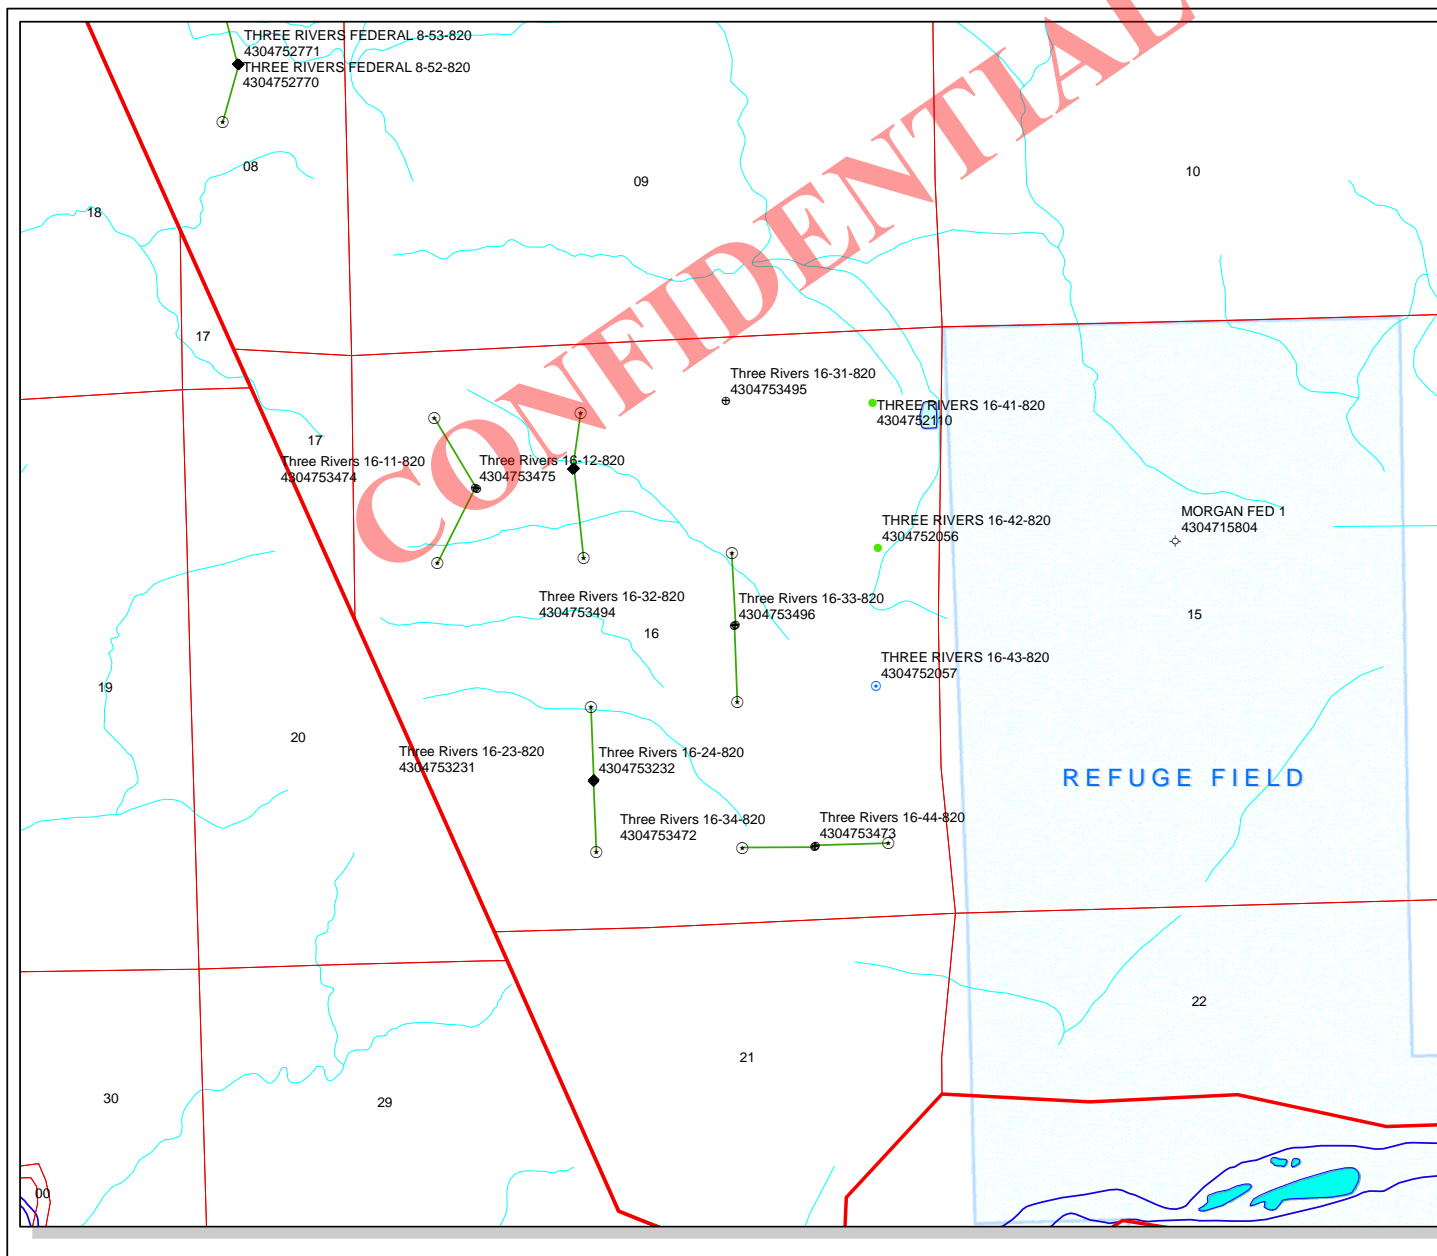 THREE RIVERS FEDERAL 8-53-820
4304752771
THREE RIVERS FEDERAL 8-52-820
4304752770
08
09
10
18
17
CONFIDENTIAL
Three Rivers 16-31-820
4304753495
THREE RIVERS 16-41-820
4304752110
17
Three Rivers 16-11-820
4304753474
Three Rivers 16-12-820
4304753475
THREE RIVERS 16-42-820
4304752056
MORGAN FED 1
4304715804
Three Rivers 16-32-820
4304753494
Three Rivers 16-33-820
4304753496
16
15
THREE RIVERS 16-43-820
4304752057
19
20
Three Rivers 16-23-820
4304753231
Three Rivers 16-24-820
4304753232
REFUGE FIELD
Three Rivers 16-34-820
4304753472
Three Rivers 16-44-820
4304753473
22
21
30
29
00